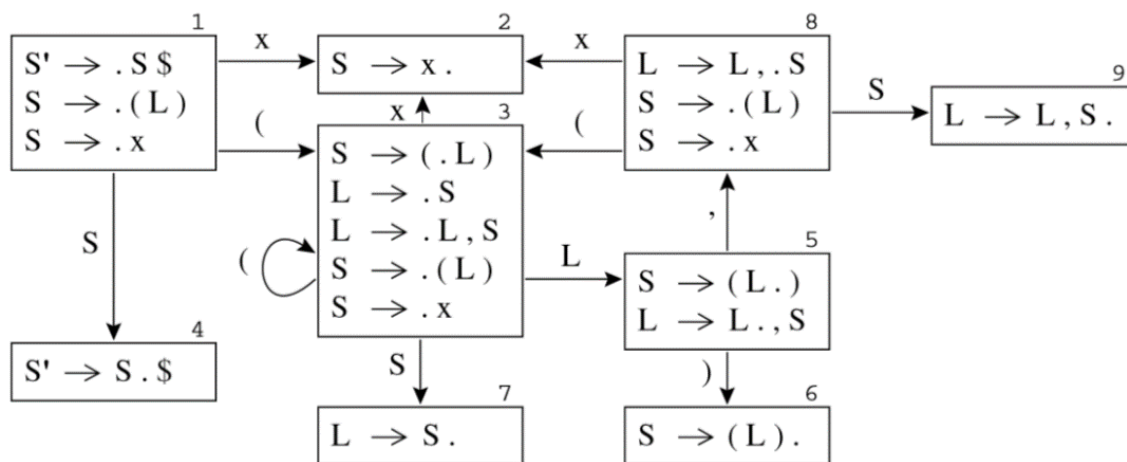 1
S' → . S $
S → . ( L )
S → . x
x
(
S
2
S → x .
x
3
S → ( . L )
L → . S
L → . L , S
S → . ( L )
S → . x
(
L
S
x
(
8
L → L , . S
S → . ( L )
S → . x
S
9
L → L , S .
,
5
S → ( L . )
L → L . , S
)
4
S' → S . $
7
L → S .
6
S → ( L ) .